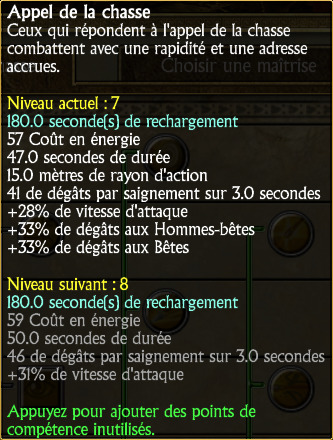 Appel de la chasse
Ceux qui répondent à l'appel de la chasse
combattent avec une rapidité et une adresse
accrues.
Choisir une maîtrise
Niveau actuel : 7
180.0 seconde(s) de rechargement
57 Coût en énergie
47.0 secondes de durée
15.0 mètres de rayon d'action
41 de dégâts par saignement sur 3.0 secondes
+28% de vitesse d'attaque
+33% de dégâts aux Hommes-bêtes
+33% de dégâts aux Bêtes
Niveau suivant : 8
180.0 seconde(s) de rechargement
59 Coût en énergie
50.0 secondes de durée
46 de dégâts par saignement sur 3.0 secondes
+31% de vitesse d'attaque
Appuyez pour ajouter des points de
compétence inutilisés.